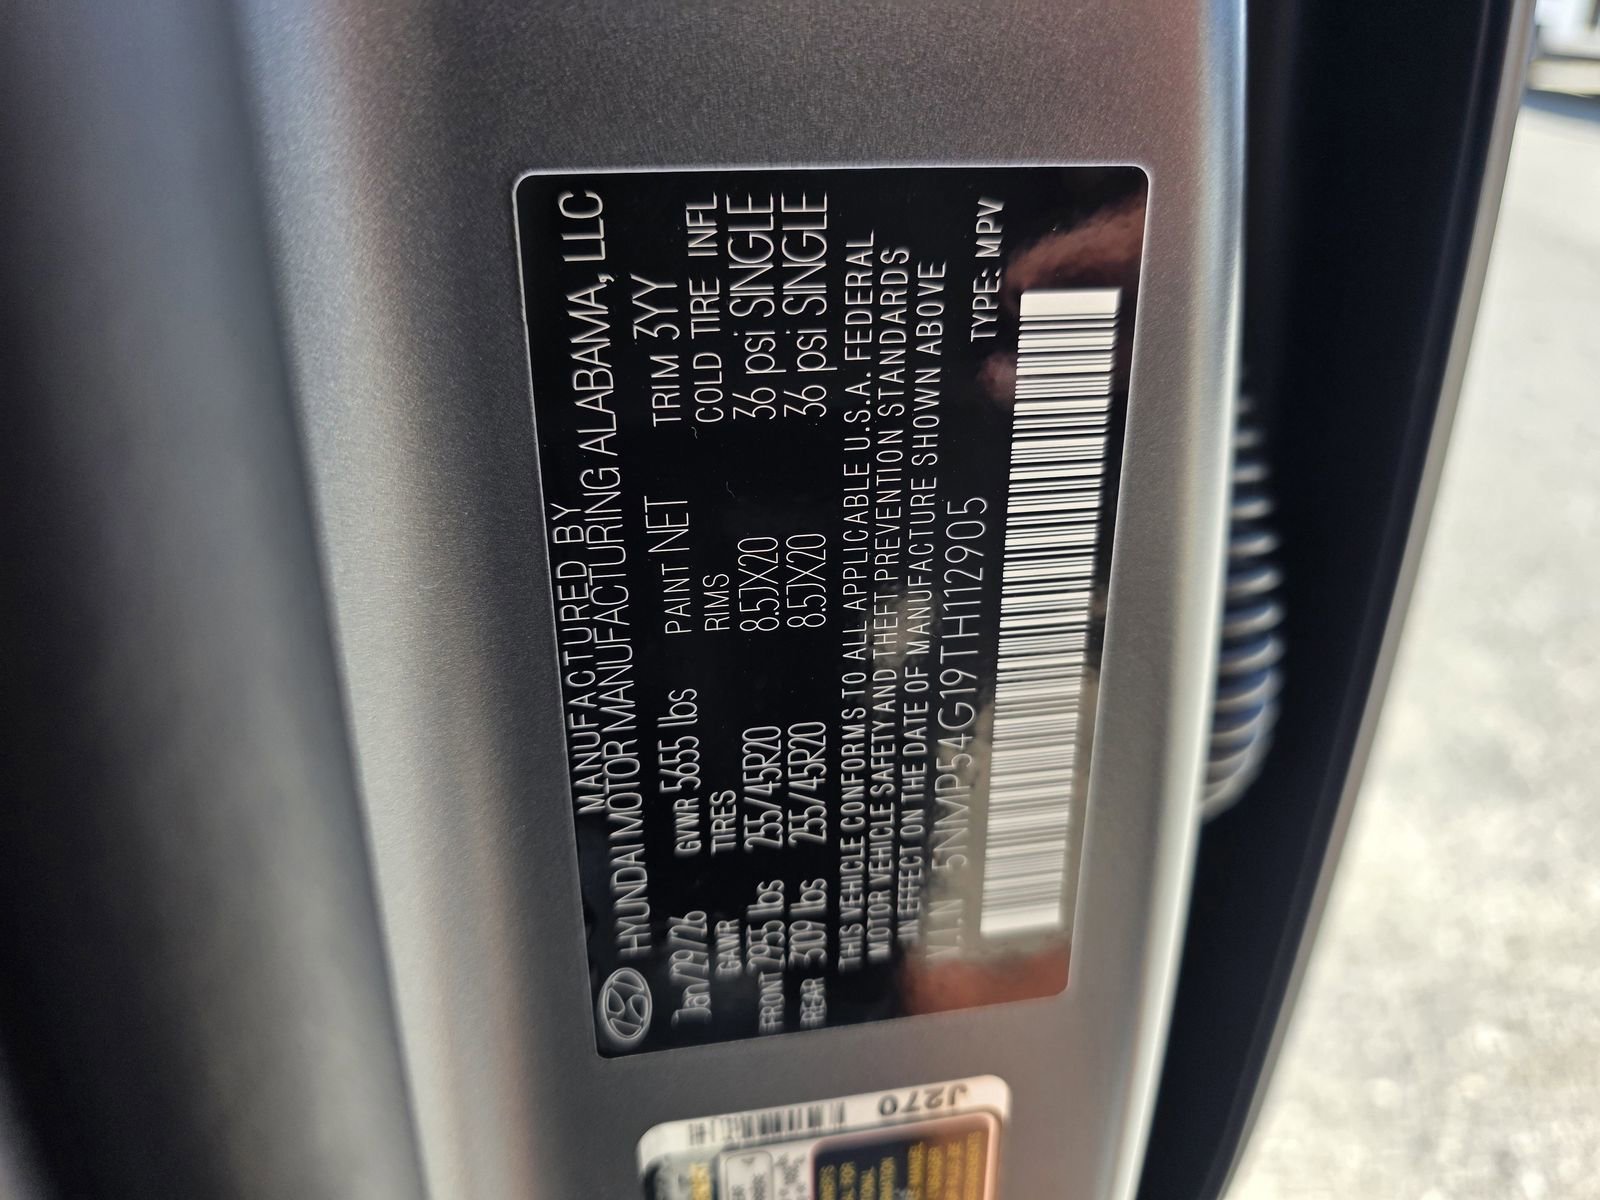 MANUFACTURED BY
HYUNDAI MOTOR MANUFACTURING ALABAMA, LLC
Jan/29/26 GVWR 5655 lbs PAINT NET TRIM 3YY
GAWR TIRES RIMS COLD TIRE INFL
FRONT 2955 lbs 255/45R20 8.5JX20 36 psi SINGLE
REAR 3109 lbs 255/45R20 8.5JX20 36 psi SINGLE
THIS VEHICLE CONFORMS TO ALL APPLICABLE U.S.A. FEDERAL
MOTOR VEHICLE SAFETY AND THEFT PREVENTION STANDARDS
IN EFFECT ON THE DATE OF MANUFACTURE SHOWN ABOVE
V.I.N 5NMP54G19TH112905 TYPE: MPV
J270